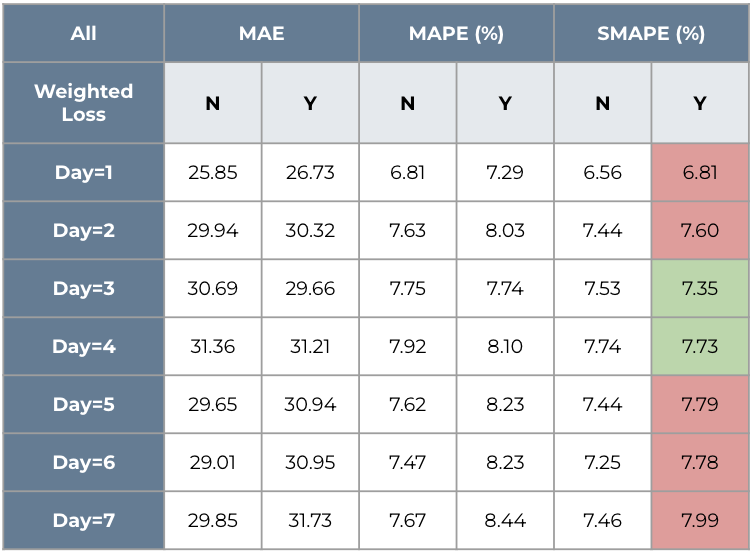 All MAE MAPE (%) SMAPE (%)
Weighted
Loss N Y N Y N Y
Day=1 25.85 26.73 6.81 7.29 6.56 6.81
Day=2 29.94 30.32 7.63 8.03 7.44 7.60
Day=3 30.69 29.66 7.75 7.74 7.53 7.35
Day=4 31.36 31.21 7.92 8.10 7.74 7.73
Day=5 29.65 30.94 7.62 8.23 7.44 7.79
Day=6 29.01 30.95 7.47 8.23 7.25 7.78
Day=7 29.85 31.73 7.67 8.44 7.46 7.99